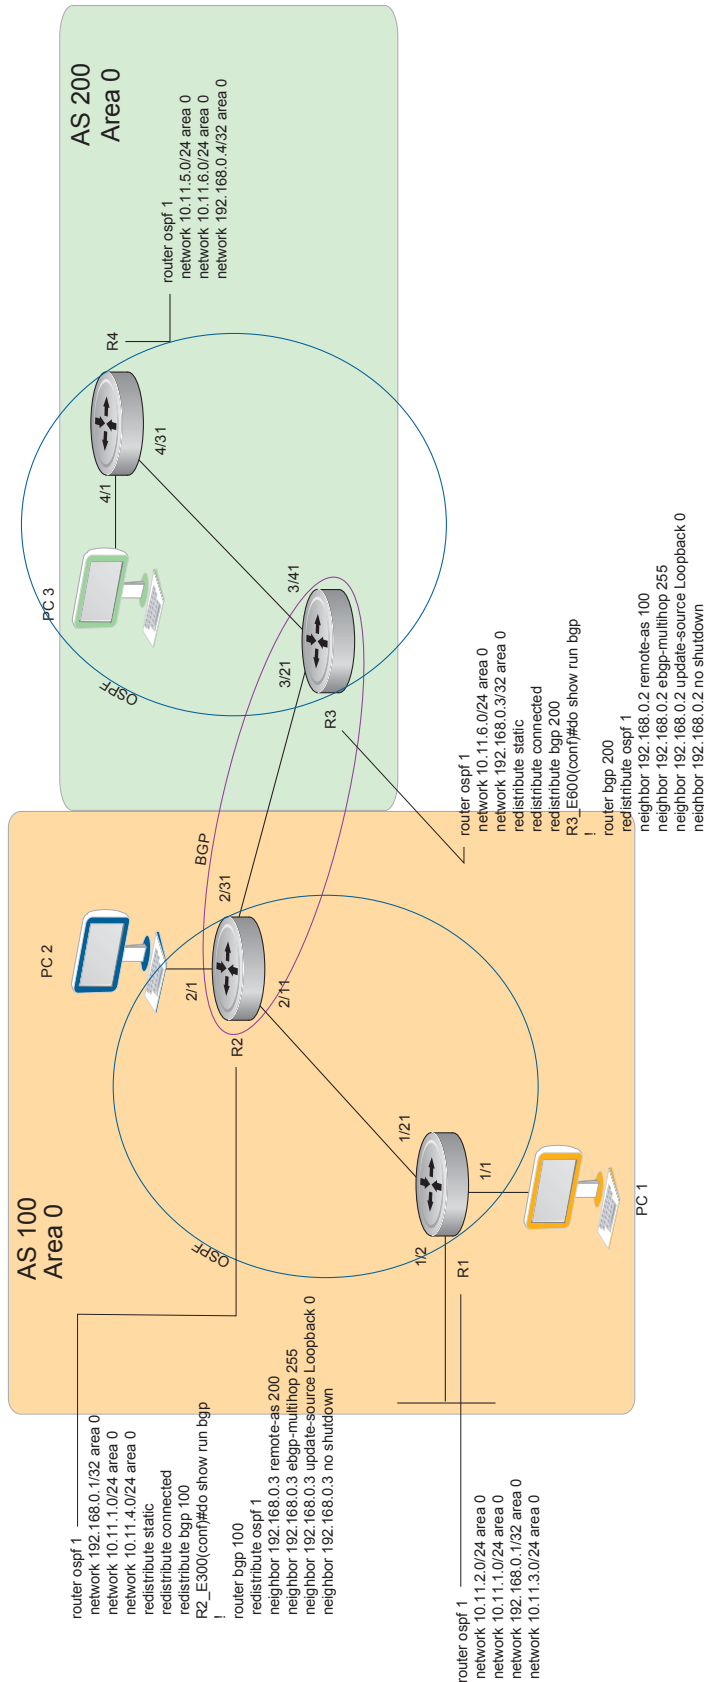 AS 100
Area 0
AS 200
Area 0
OSPF
OSPF
BGP
PC 1
PC 2
PC 3
R1
1/2
1/1
1/21
R2
2/1
2/11
2/31
R3
3/21
3/41
R4
4/1
4/31
router ospf 1
network 192.168.0.1/32 area 0
network 10.11.1.0/24 area 0
network 10.11.4.0/24 area 0
redistribute static
redistribute connected
redistribute bgp 100
R2_E300(conf)#do show run bgp
!
router bgp 100
redistribute ospf 1
neighbor 192.168.0.3 remote-as 200
neighbor 192.168.0.3 ebgp-multihop 255
neighbor 192.168.0.3 update-source Loopback 0
neighbor 192.168.0.3 no shutdown
router ospf 1
network 10.11.2.0/24 area 0
network 10.11.1.0/24 area 0
network 192.168.0.1/32 area 0
network 10.11.3.0/24 area 0
router ospf 1
network 10.11.6.0/24 area 0
network 192.168.0.3/32 area 0
redistribute static
redistribute connected
redistribute bgp 200
R3_E600(conf)#do show run bgp
!
router bgp 200
redistribute ospf 1
neighbor 192.168.0.2 remote-as 100
neighbor 192.168.0.2 ebgp-multihop 255
neighbor 192.168.0.2 update-source Loopback 0
neighbor 192.168.0.2 no shutdown
router ospf 1
network 10.11.5.0/24 area 0
network 10.11.6.0/24 area 0
network 192.168.0.4/32 area 0